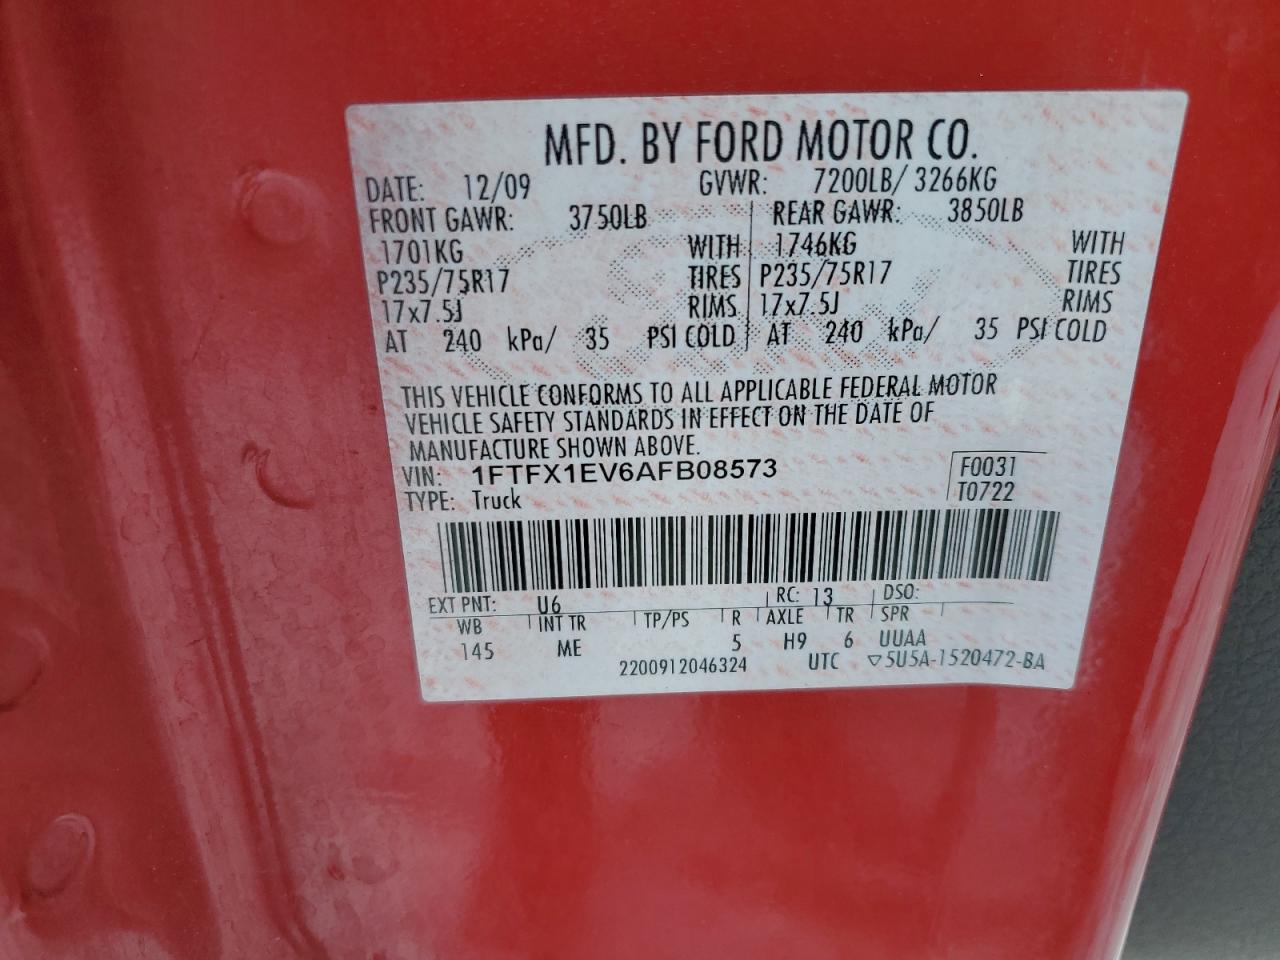 MFD. BY FORD MOTOR CO.
DATE: 12/09 GVWR: 7200LB/ 3266KG
FRONT GAWR: 3750LB REAR GAWR: 3850LB
1701KG WITH 1746KG WITH
P235/75R17 TIRES P235/75R17 TIRES
17x7.5J RIMS 17x7.5J RIMS
AT 240 kPa/ 35 PSI COLD AT 240 kPa/ 35 PSI COLD
THIS VEHICLE CONFORMS TO ALL APPLICABLE FEDERAL MOTOR
VEHICLE SAFETY STANDARDS IN EFFECT ON THE DATE OF
MANUFACTURE SHOWN ABOVE.
VIN: 1FTFX1EV6AFB08573 F0031
TYPE: Truck T0722
EXT PNT: U6 RC: 13 DSO:
WB INT TR TP/PS R AXLE TR SPR
145 ME 5 H9 6 UUAA
2200912046324 UTC ▽5U5A-1520472-BA